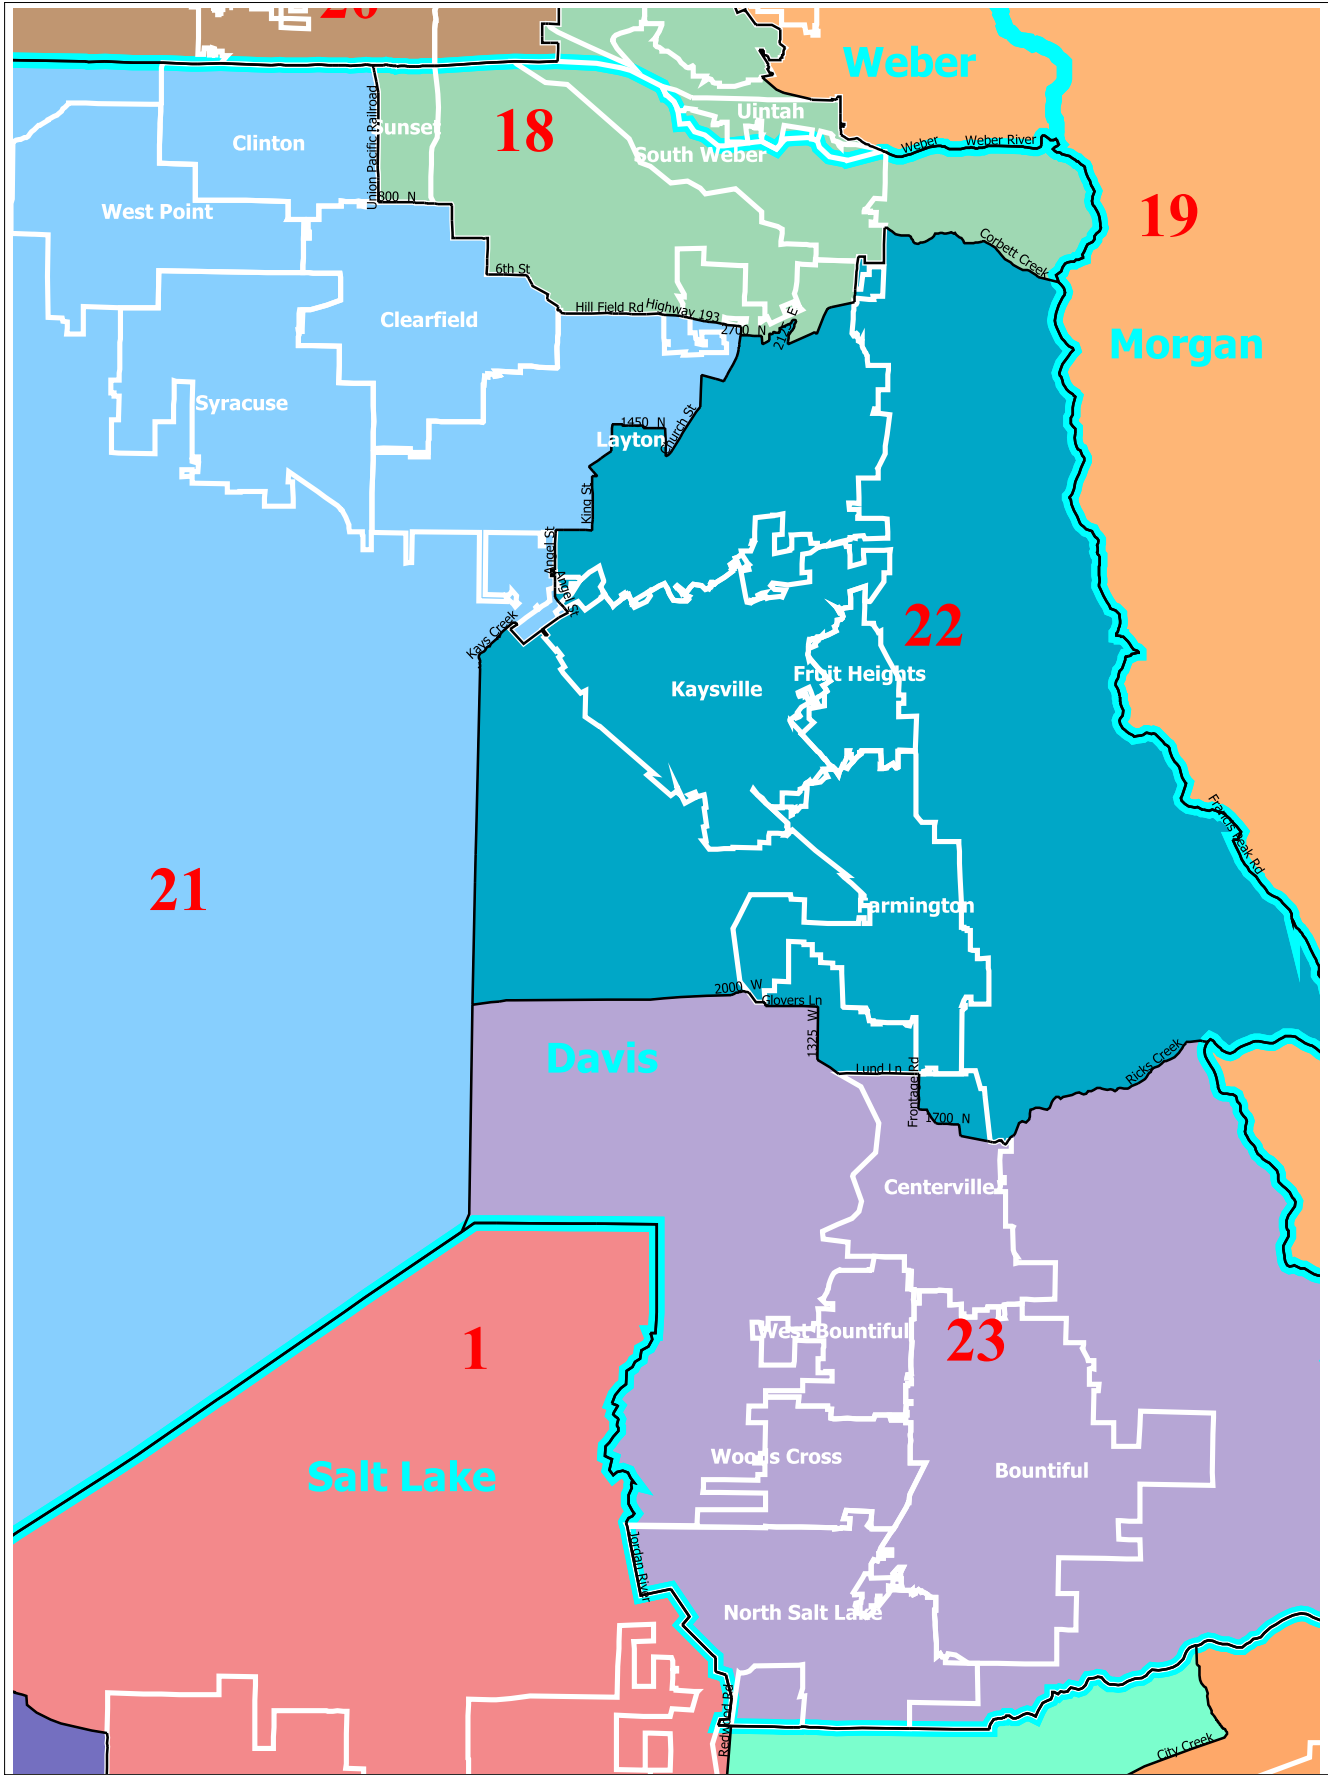 20
Weber
Uintah
18
Sunset
Clinton
South Weber
Weber
Weber River
Union Pacific Railroad
800 N
West Point
19
Corbett Creek
6th St
Hill Field Rd
Highway 193
2700 N
Clearfield
Morgan
Syracuse
1450 N
Church St
Layton
King St
Angel St
Angel St
Kays Creek
22
Kaysville
Fruit Heights
Francis Peak Rd
21
Farmington
2000 W
Glovers Ln
1325 W
Davis
Lund Ln
Frontage Rd
Ricks Creek
1700 N
Centerville
West Bountiful
23
1
Woods Cross
Bountiful
Salt Lake
Jordan River
North Salt Lake
Redwood Rd
City Creek